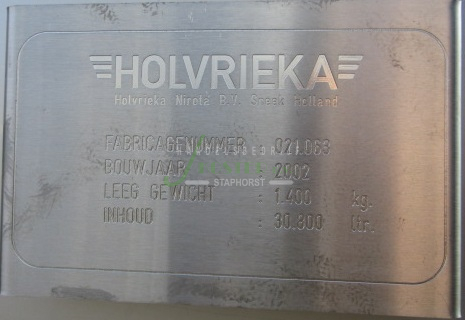 HOLVRIEKA
Holvrieka Nirota B.V. Sneek Holland
FABRICAGENUMMER : 021.063
BOUWJAAR : 2002
LEEG GEWICHT : 1.400 kg.
INHOUD : 30.800 ltr.
STAPHORST